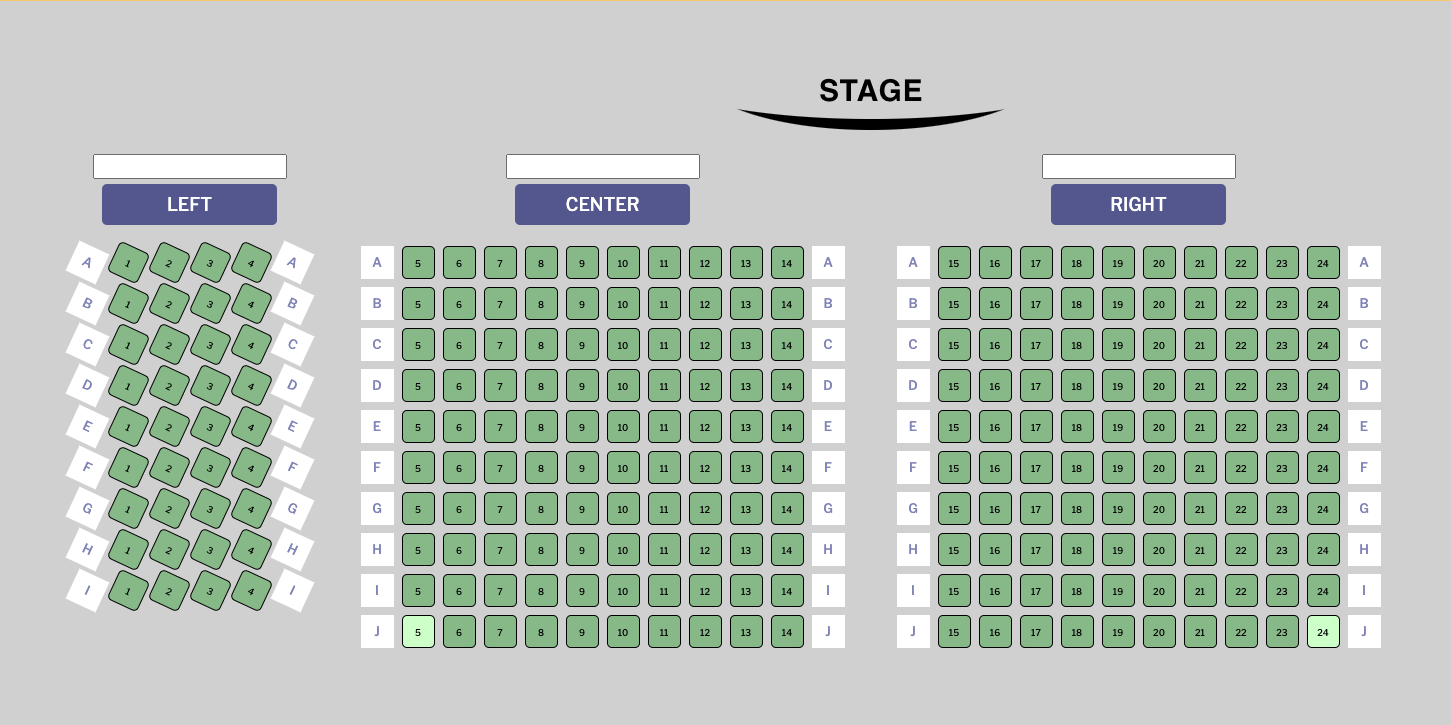 STAGE
LEFT CENTER RIGHT
A 1 2 3 4 A A 5 6 7 8 9 10 11 12 13 14 A A 15 16 17 18 19 20 21 22 23 24 A
B 1 2 3 4 B B 5 6 7 8 9 10 11 12 13 14 B B 15 16 17 18 19 20 21 22 23 24 B
C 1 2 3 4 C C 5 6 7 8 9 10 11 12 13 14 C C 15 16 17 18 19 20 21 22 23 24 C
D 1 2 3 4 D D 5 6 7 8 9 10 11 12 13 14 D D 15 16 17 18 19 20 21 22 23 24 D
E 1 2 3 4 E E 5 6 7 8 9 10 11 12 13 14 E E 15 16 17 18 19 20 21 22 23 24 E
F 1 2 3 4 F F 5 6 7 8 9 10 11 12 13 14 F F 15 16 17 18 19 20 21 22 23 24 F
G 1 2 3 4 G G 5 6 7 8 9 10 11 12 13 14 G G 15 16 17 18 19 20 21 22 23 24 G
H 1 2 3 4 H H 5 6 7 8 9 10 11 12 13 14 H H 15 16 17 18 19 20 21 22 23 24 H
I 1 2 3 4 I I 5 6 7 8 9 10 11 12 13 14 I I 15 16 17 18 19 20 21 22 23 24 I
J 5 6 7 8 9 10 11 12 13 14 J J 15 16 17 18 19 20 21 22 23 24 J